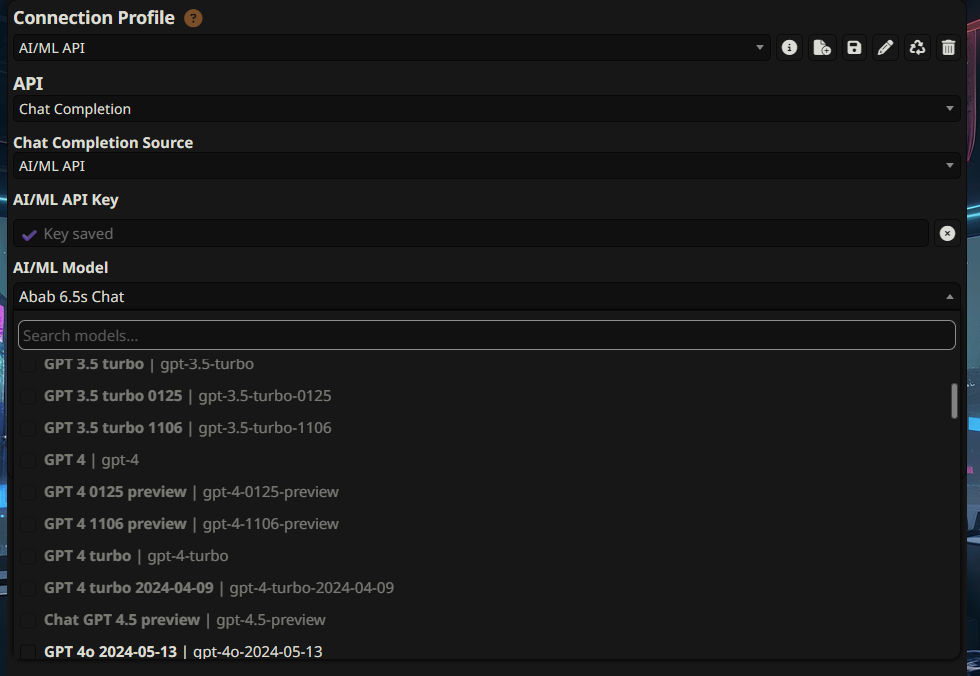 Connection Profile ?
AI/ML API
API
Chat Completion
Chat Completion Source
AI/ML API
AI/ML API Key
Key saved
AI/ML Model
Abab 6.5s Chat
Search models...
GPT 3.5 turbo | gpt-3.5-turbo
GPT 3.5 turbo 0125 | gpt-3.5-turbo-0125
GPT 3.5 turbo 1106 | gpt-3.5-turbo-1106
GPT 4 | gpt-4
GPT 4 0125 preview | gpt-4-0125-preview
GPT 4 1106 preview | gpt-4-1106-preview
GPT 4 turbo | gpt-4-turbo
GPT 4 turbo 2024-04-09 | gpt-4-turbo-2024-04-09
Chat GPT 4.5 preview | gpt-4.5-preview
GPT 4o 2024-05-13 | gpt-4o-2024-05-13